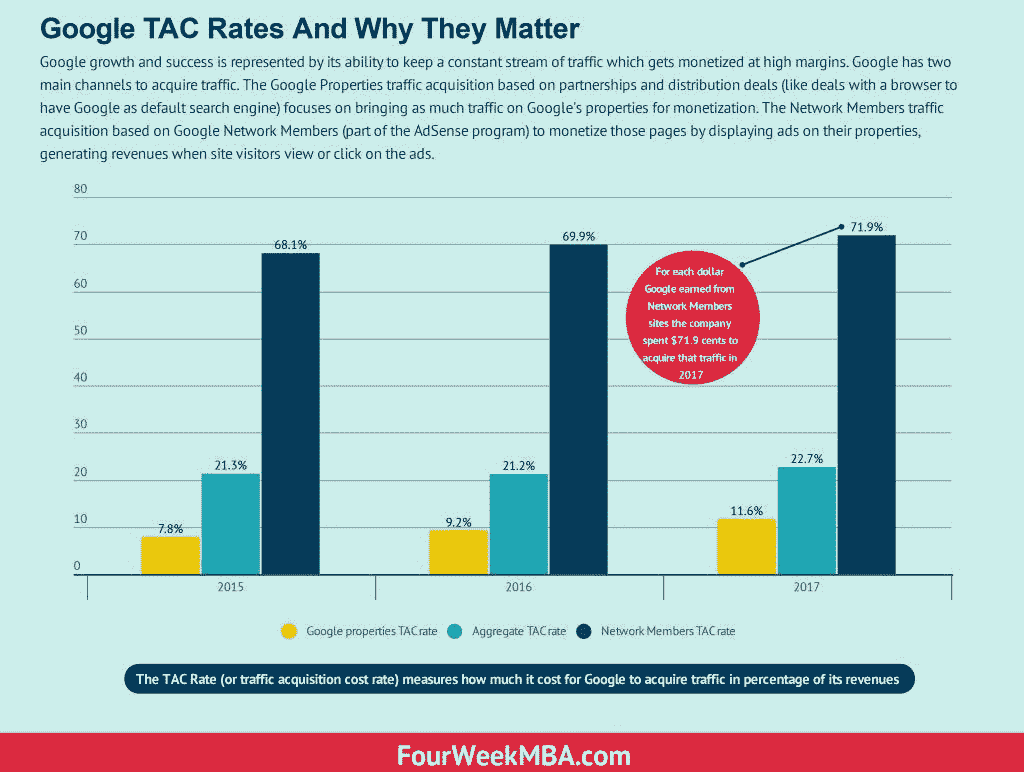 Google TAC Rates And Why They Matter
Google growth and success is represented by its ability to keep a constant stream of traffic which gets monetized at high margins. Google has two
main channels to acquire traffic. The Google Properties traffic acquisition based on partnerships and distribution deals (like deals with a browser to
have Google as default search engine) focuses on bringing as much traffic on Google's properties for monetization. The Network Members traffic
acquisition based on Google Network Members (part of the AdSense program) to monetize those pages by displaying ads on their properties,
generating revenues when site visitors view or click on the ads.
80
70
60
50
40
30
20
10
0
7.8%
21.3%
68.1%
9.2%
21.2%
69.9%
11.6%
22.7%
71.9%
For each dollar
Google earned from
Network Members
sites the company
spent $71.9 cents to
acquire that traffic in
2017
2015
2016
2017
Google properties TAC rate
Aggregate TAC rate
Network Members TAC rate
The TAC Rate (or traffic acquisition cost rate) measures how much it cost for Google to acquire traffic in percentage of its revenues
FourWeekMBA.com